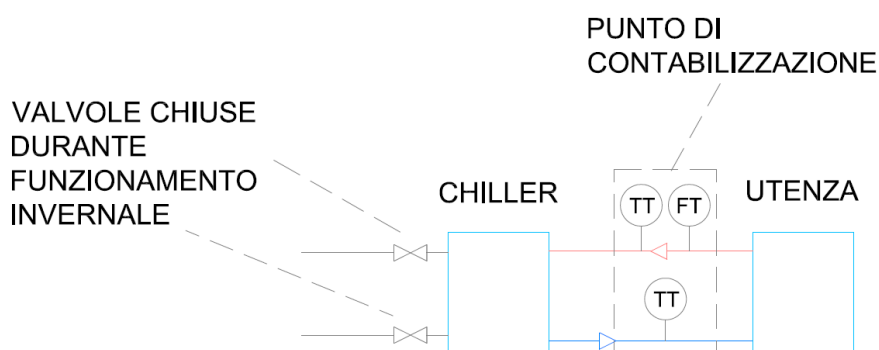 PUNTO DI
CONTABILIZZAZIONE
VALVOLE CHIUSE
DURANTE
FUNZIONAMENTO
INVERNALE
CHILLER
UTENZA
TT
FT
TT